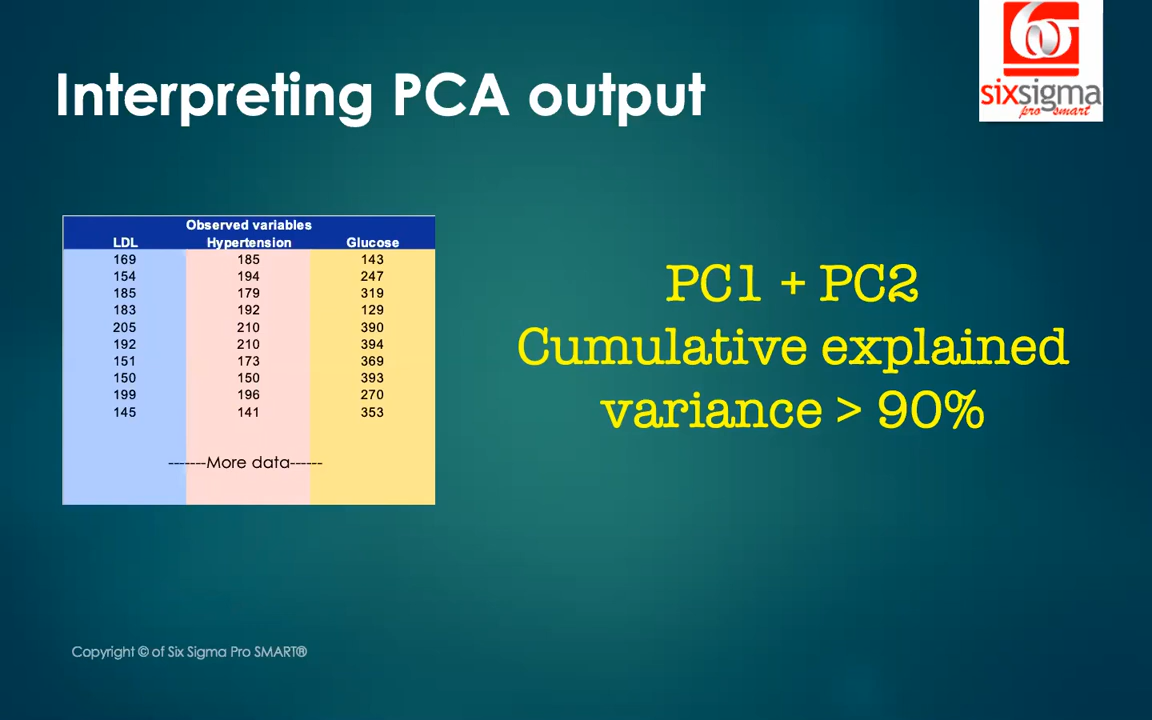 Interpreting PCA output
6σ
sixsigma
pro smart
Observed variables
LDL Hypertension Glucose
169 185 143
154 194 247
185 179 319
183 192 129
205 210 390
192 210 394
151 173 369
150 150 393
199 196 270
145 141 353
-------More data------
PC1 + PC2
Cumulative explained
variance > 90%
Copyright © of Six Sigma Pro SMART®